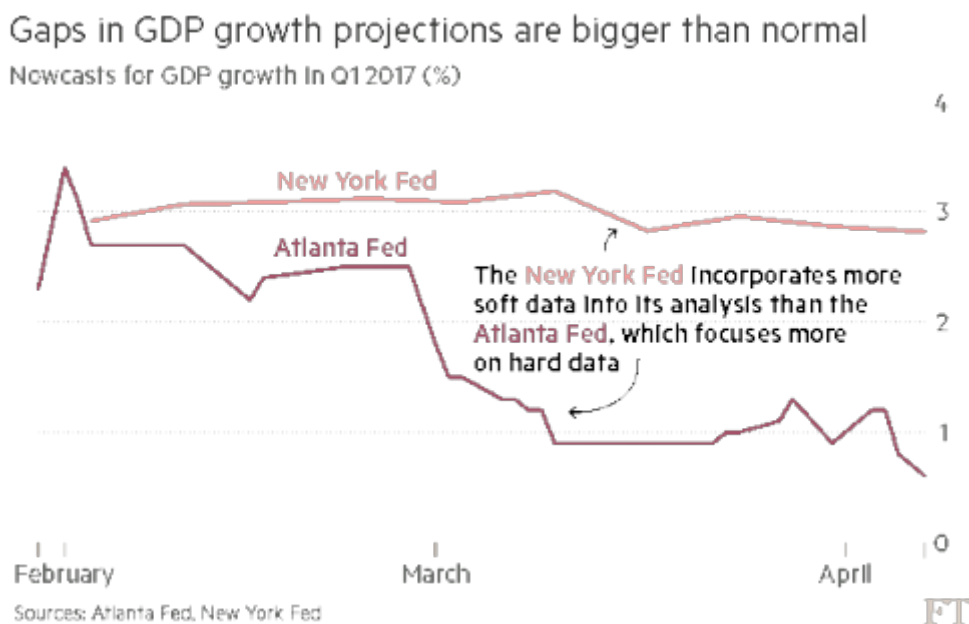 Gaps in GDP growth projections are bigger than normal
Nowcasts for GDP growth in Q1 2017 (%)
4
New York Fed
3
Atlanta Fed
The New York Fed incorporates more
soft data into its analysis than the
Atlanta Fed, which focuses more
on hard data
2
1
0
February
March
April
Sources: Atlanta Fed, New York Fed
FT